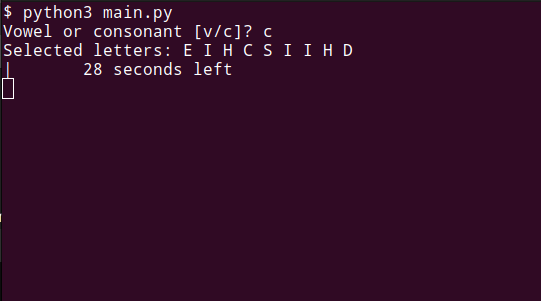 $ python3 main.py
Vowel or consonant [v/c]? c
Selected letters: E I H C S I I H D
|       28 seconds left